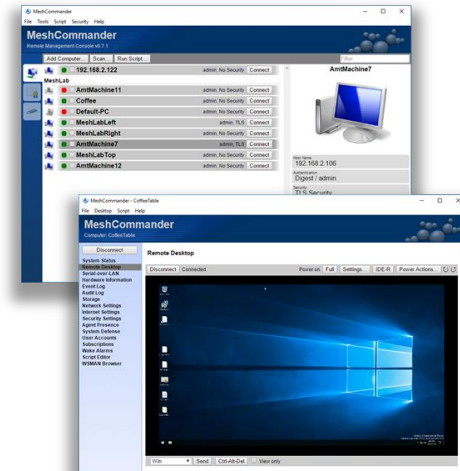 MeshCommander
File Tools Script Security Help
MeshCommander
Remote Management Console v0.7.1
Add Computer... Scan... Run Script... Filter
192.168.2.122 admin, No Security Connect
MeshLab
AmtMachine11 admin, No Security Connect
Coffee admin, No Security Connect
Default-PC admin, No Security Connect
MeshLabLeft admin, TLS Connect
MeshLabRight admin, No Security Connect
AmtMachine7 admin, TLS Connect
MeshLabTop admin, No Security Connect
AmtMachine12 admin, No Security Connect
AmtMachine7
Host Name
192.168.2.106
Authentication
Digest / admin
Security
TLS Security
MeshCommander - CoffeeTable
File Desktop Script Help
MeshCommander
Computer: CoffeeTable
Disconnect
System Status
Remote Desktop
Serial-over-LAN
Hardware Information
Event Log
Audit Log
Storage
Network Settings
Internet Settings
Security Settings
Agent Presence
System Defense
User Accounts
Subscriptions
Wake Alarms
Script Editor
WSMAN Browser
Remote Desktop
Disconnect Connected Power on Full Settings... IDE-R Power Actions...
Win Send Ctrl-Alt-Del View only